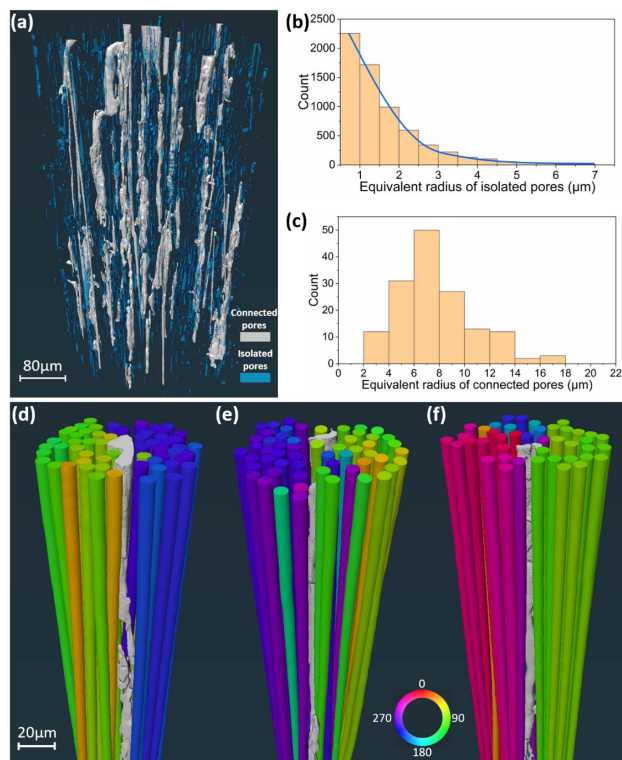 (a)
Connected
pores
Isolated
pores
80μm
(b)
2500
2000
1500
1000
500
0
Count
1 2 3 4 5 6 7
Equivalent radius of isolated pores (μm)
(c)
50
40
30
20
10
0
Count
0 2 4 6 8 10 12 14 16 18 20 22
Equivalent radius of connected pores (μm)
(d)
20μm
(e)
(f)
0
270 90
180